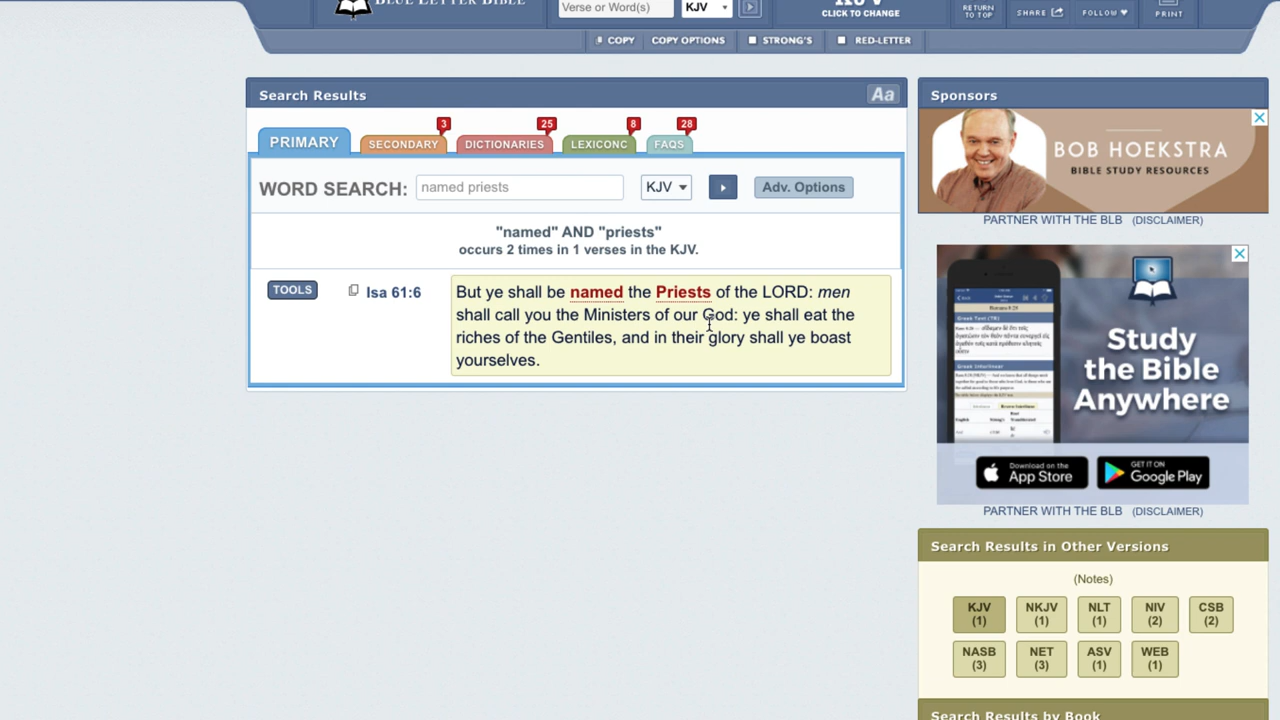 BLUE LETTER BIBLE
Verse or Word(s)
KJV
KJV
CLICK TO CHANGE
RETURN
TO TOP
SHARE
FOLLOW
PRINT
COPY
COPY OPTIONS
STRONG'S
RED-LETTER
Search Results
Aa
3
25
8
28
PRIMARY
SECONDARY
DICTIONARIES
LEXICONC
FAQS
WORD SEARCH:
named priests
KJV
Adv. Options
"named" AND "priests"
occurs 2 times in 1 verses in the KJV.
TOOLS
Isa 61:6
But ye shall be named the Priests of the LORD: men
shall call you the Ministers of our God: ye shall eat the
riches of the Gentiles, and in their glory shall ye boast
yourselves.
Sponsors
BOB HOEKSTRA
BIBLE STUDY RESOURCES
PARTNER WITH THE BLB (DISCLAIMER)
Study
the Bible
Anywhere
Download on the
App Store
GET IT ON
Google Play
PARTNER WITH THE BLB (DISCLAIMER)
Search Results in Other Versions
(Notes)
KJV
(1)
NKJV
(1)
NLT
(1)
NIV
(2)
CSB
(2)
NASB
(3)
NET
(3)
ASV
(1)
WEB
(1)
Search Results by Book